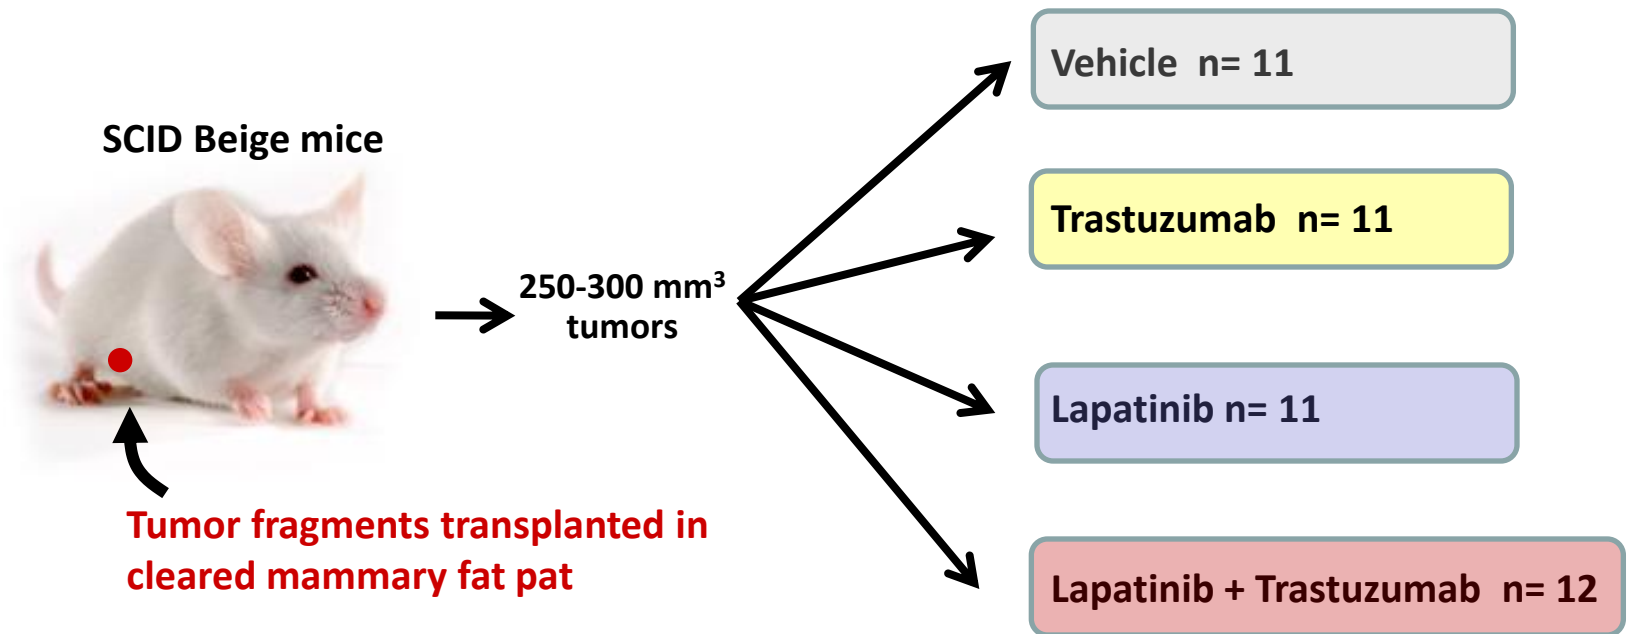 Vehicle  n= 11
SCID Beige mice
Trastuzumab  n= 11
250-300 mm³
tumors
Lapatinib n= 11
Tumor fragments transplanted in
cleared mammary fat pat
Lapatinib + Trastuzumab  n= 12